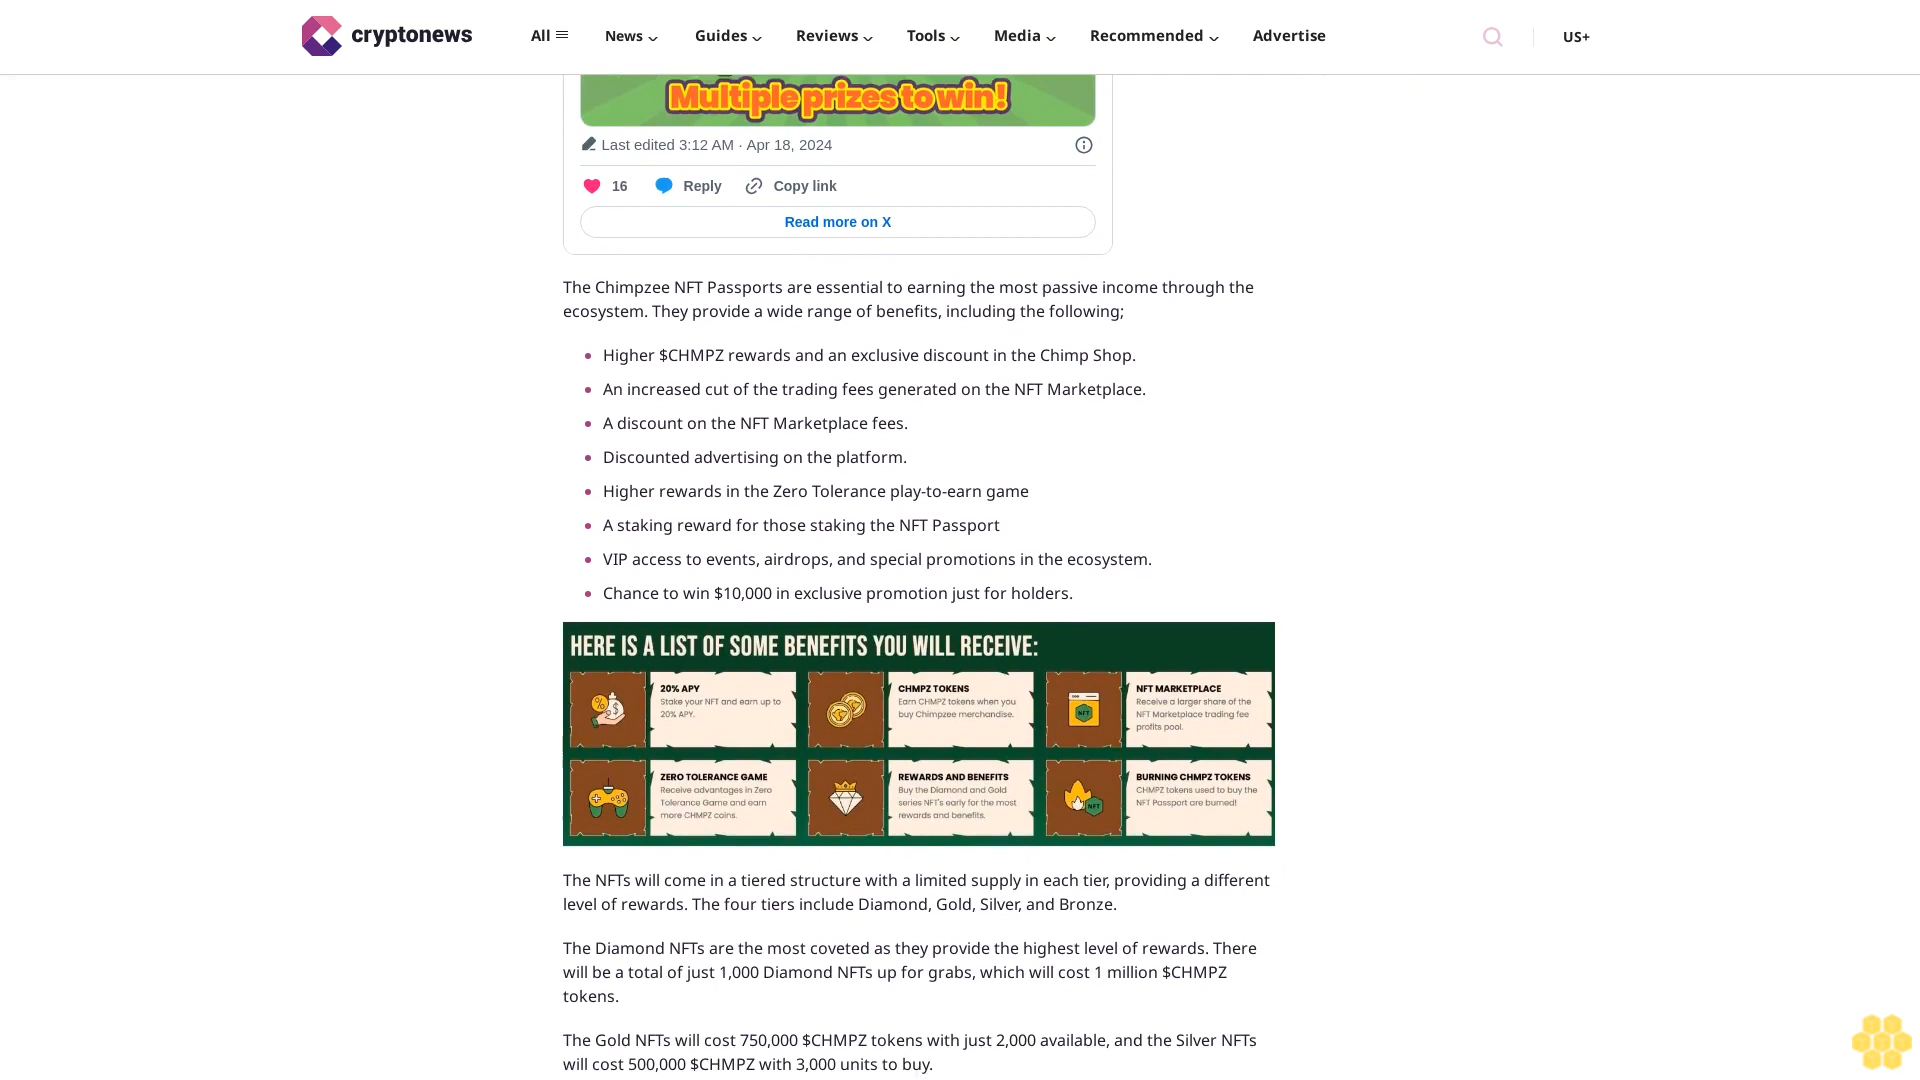 cryptonews
All
News
Guides
Reviews
Tools
Media
Recommended
Advertise
US+
Multiple prizes to win!
Last edited 3:12 AM · Apr 18, 2024
16
Reply
Copy link
Read more on X
The Chimpzee NFT Passports are essential to earning the most passive income through the
ecosystem. They provide a wide range of benefits, including the following;
Higher $CHMPZ rewards and an exclusive discount in the Chimp Shop.
An increased cut of the trading fees generated on the NFT Marketplace.
A discount on the NFT Marketplace fees.
Discounted advertising on the platform.
Higher rewards in the Zero Tolerance play-to-earn game
A staking reward for those staking the NFT Passport
VIP access to events, airdrops, and special promotions in the ecosystem.
Chance to win $10,000 in exclusive promotion just for holders.
HERE IS A LIST OF SOME BENEFITS YOU WILL RECEIVE:
20% APY
Stake your NFT and earn up to
20% APY.
CHMPZ TOKENS
Earn CHMPZ tokens when you
buy Chimpzee merchandise.
NFT
NFT MARKETPLACE
Receive a larger share of the
NFT Marketplace trading fee
profits pool.
ZERO TOLERANCE GAME
Receive advantages in Zero
Tolerance Game and earn
more CHMPZ coins.
REWARDS AND BENEFITS
Buy the Diamond and Gold
series NFT's early for the most
rewards and benefits.
NFT
BURNING CHMPZ TOKENS
CHMPZ tokens used to buy the
NFT Passport are burned!
The NFTs will come in a tiered structure with a limited supply in each tier, providing a different
level of rewards. The four tiers include Diamond, Gold, Silver, and Bronze.
The Diamond NFTs are the most coveted as they provide the highest level of rewards. There
will be a total of just 1,000 Diamond NFTs up for grabs, which will cost 1 million $CHMPZ
tokens.
The Gold NFTs will cost 750,000 $CHMPZ tokens with just 2,000 available, and the Silver NFTs
will cost 500,000 $CHMPZ with 3,000 units to buy.